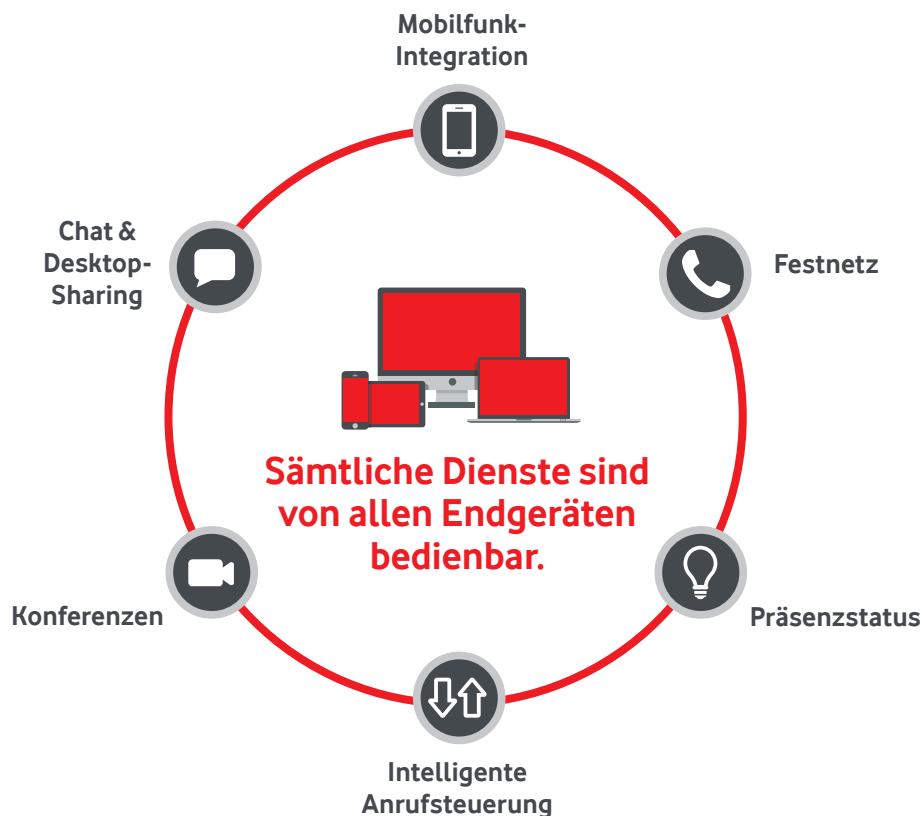 Mobilfunk-
Integration
Chat &
Desktop-
Sharing
Festnetz
Sämtliche Dienste sind
von allen Endgeräten
bedienbar.
Konferenzen
Präsenzstatus
Intelligente
Anrufsteuerung